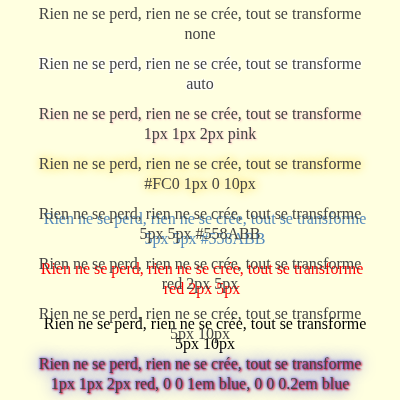 Rien ne se perd, rien ne se crée, tout se transforme
none
Rien ne se perd, rien ne se crée, tout se transforme
auto
Rien ne se perd, rien ne se crée, tout se transforme
1px 1px 2px pink
Rien ne se perd, rien ne se crée, tout se transforme
#FC0 1px 0 10px
Rien ne se perd, rien ne se crée, tout se transforme
5px 5px #558ABB
Rien ne se perd, rien ne se crée, tout se transforme
red 2px 5px
Rien ne se perd, rien ne se crée, tout se transforme
5px 10px
Rien ne se perd, rien ne se crée, tout se transforme
1px 1px 2px red, 0 0 1em blue, 0 0 0.2em blue